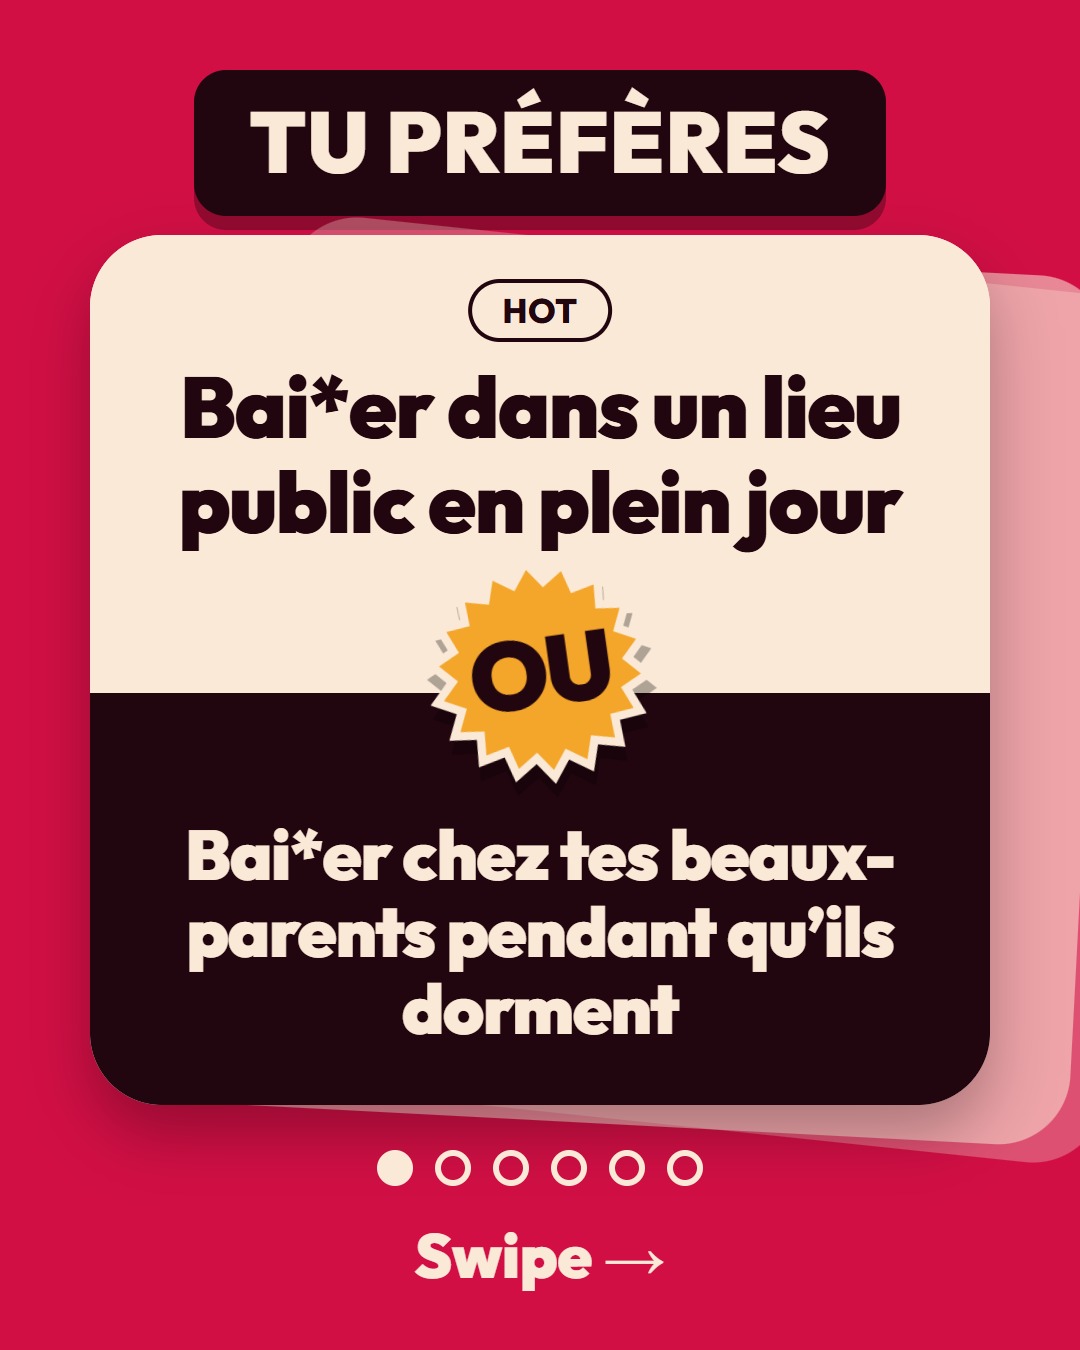 TU PRÉFÈRES
HOT
Bai*er dans un lieu
public en plein jour
OU
Bai*er chez tes beaux-
parents pendant qu’ils
dorment
Swipe →